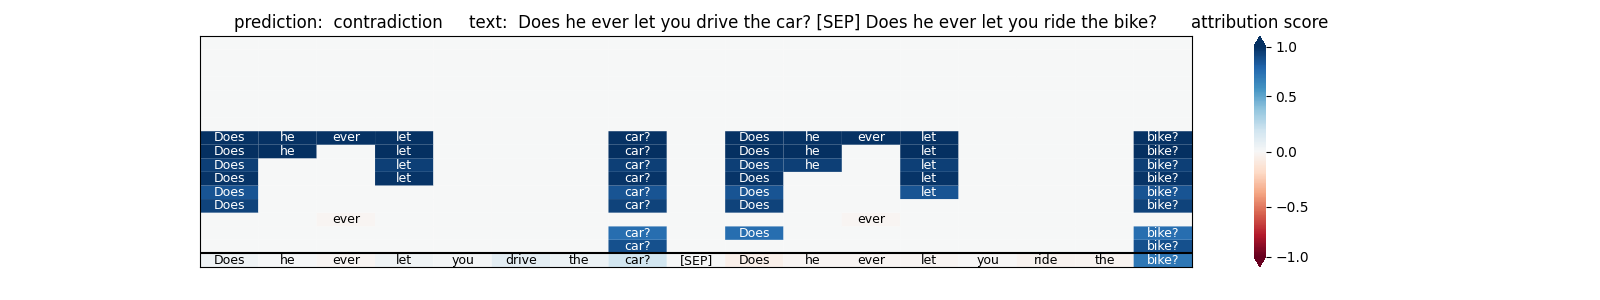 prediction:  contradiction     text:  Does he ever let you drive the car? [SEP] Does he ever let you ride the bike?      attribution score
1.0
Does he ever let car? Does he ever let bike?
Does he let car? Does he let bike?
Does let car? Does he let bike?
0.5
Does let car? Does let bike?
Does car? Does let bike?
Does car? Does bike?
0.0
ever ever
car? Does bike?
−0.5
car? bike?
Does he ever let you drive the car? [SEP] Does he ever let you ride the bike?
−1.0